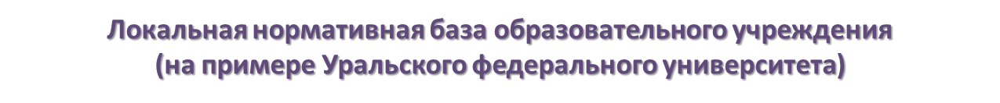 Локальная нормативная база образовательного учреждения
(на примере Уральского федерального университета)